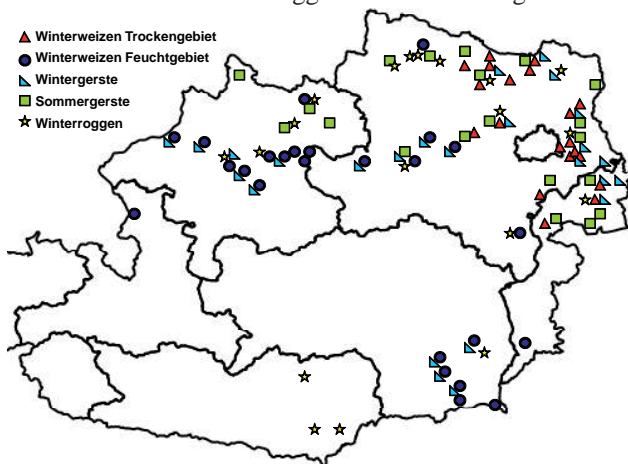 Winterweizen Trockengebiet
Winterweizen Feuchtgebiet
Wintergerste
Sommergerste
Winterroggen